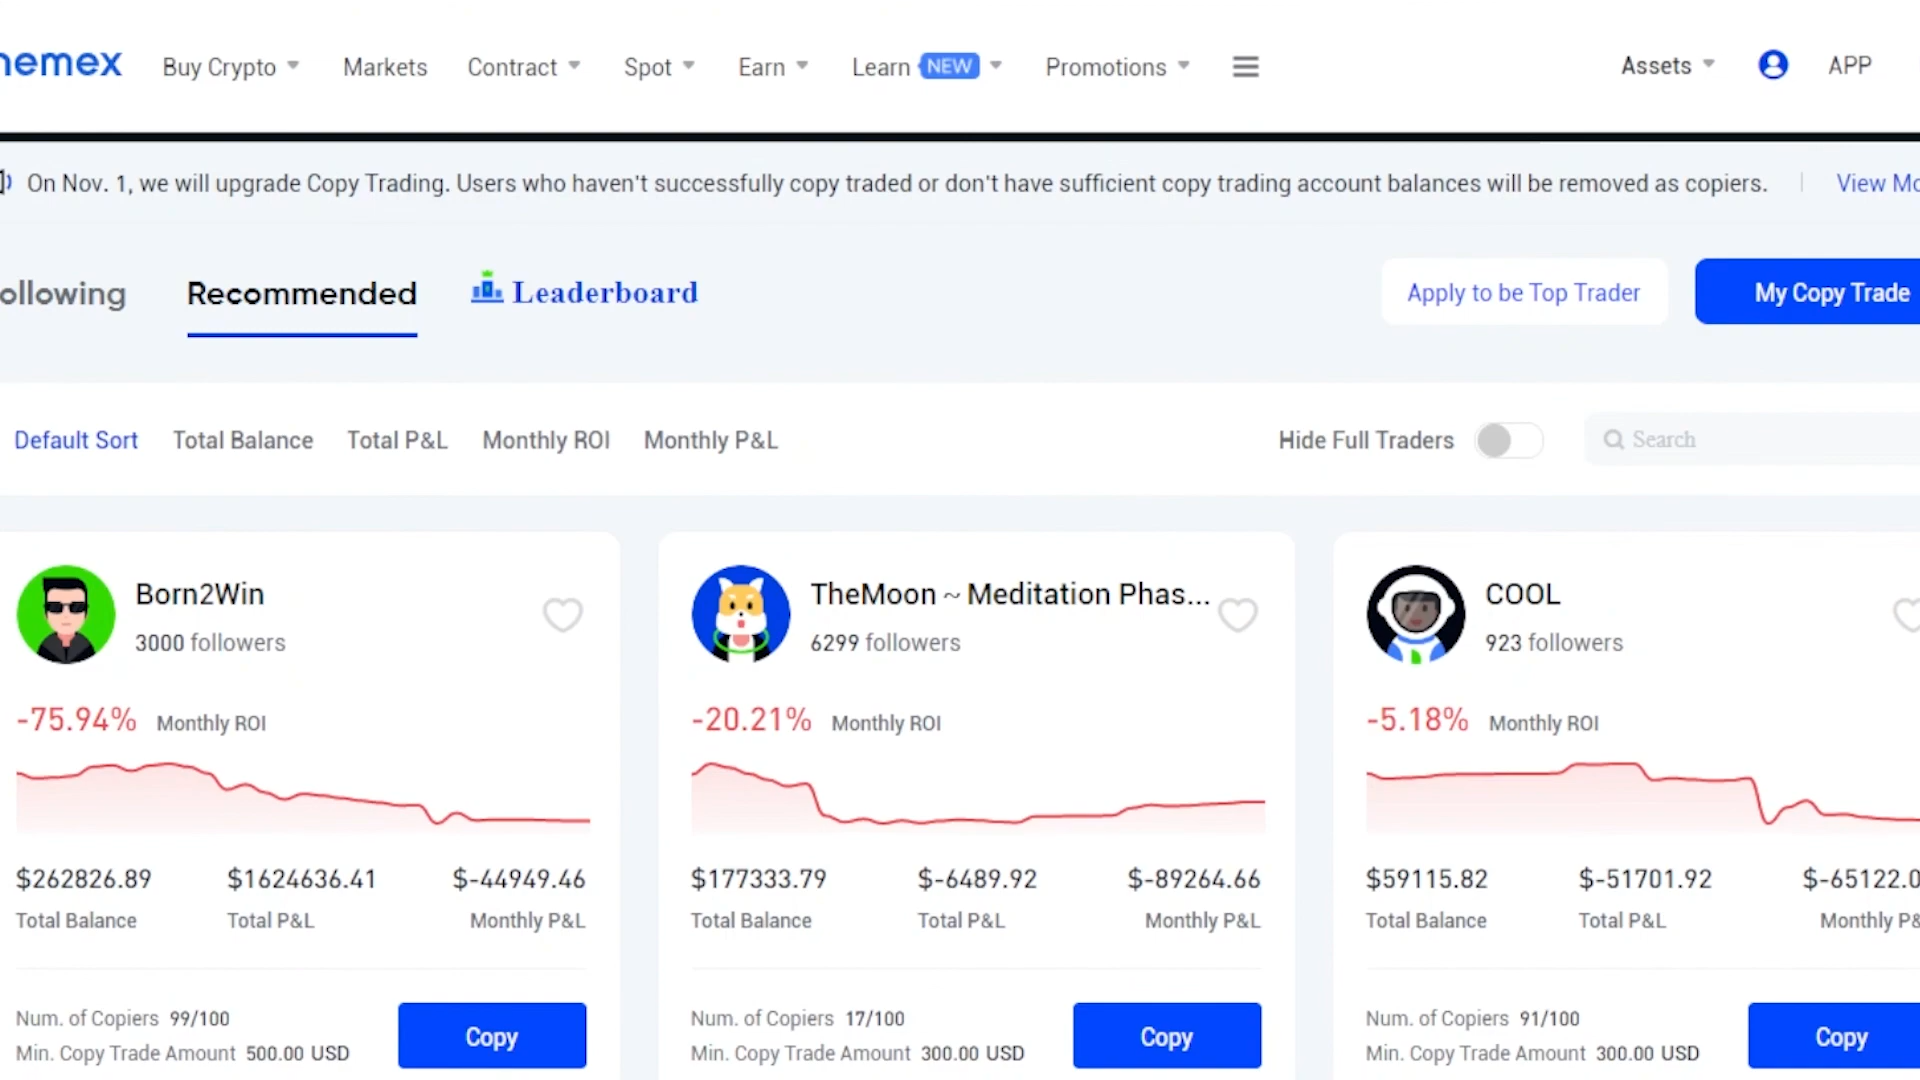 nemex Buy Crypto Markets Contract Spot Earn Learn NEW Promotions Assets APP
On Nov. 1, we will upgrade Copy Trading. Users who haven't successfully copy traded or don't have sufficient copy trading account balances will be removed as copiers. View Mo
ollowing Recommended Leaderboard Apply to be Top Trader My Copy Trade
Default Sort Total Balance Total P&L Monthly ROI Monthly P&L Hide Full Traders Search
Born2Win
3000 followers
-75.94% Monthly ROI
$262826.89 $1624636.41 $-44949.46
Total Balance Total P&L Monthly P&L
Num. of Copiers 99/100
Min. Copy Trade Amount 500.00 USD
Copy
TheMoon ~ Meditation Phas...
6299 followers
-20.21% Monthly ROI
$177333.79 $-6489.92 $-89264.66
Total Balance Total P&L Monthly P&L
Num. of Copiers 17/100
Min. Copy Trade Amount 300.00 USD
Copy
COOL
923 followers
-5.18% Monthly ROI
$59115.82 $-51701.92 $-65122.0
Total Balance Total P&L Monthly P&
Num. of Copiers 91/100
Min. Copy Trade Amount 300.00 USD
Copy